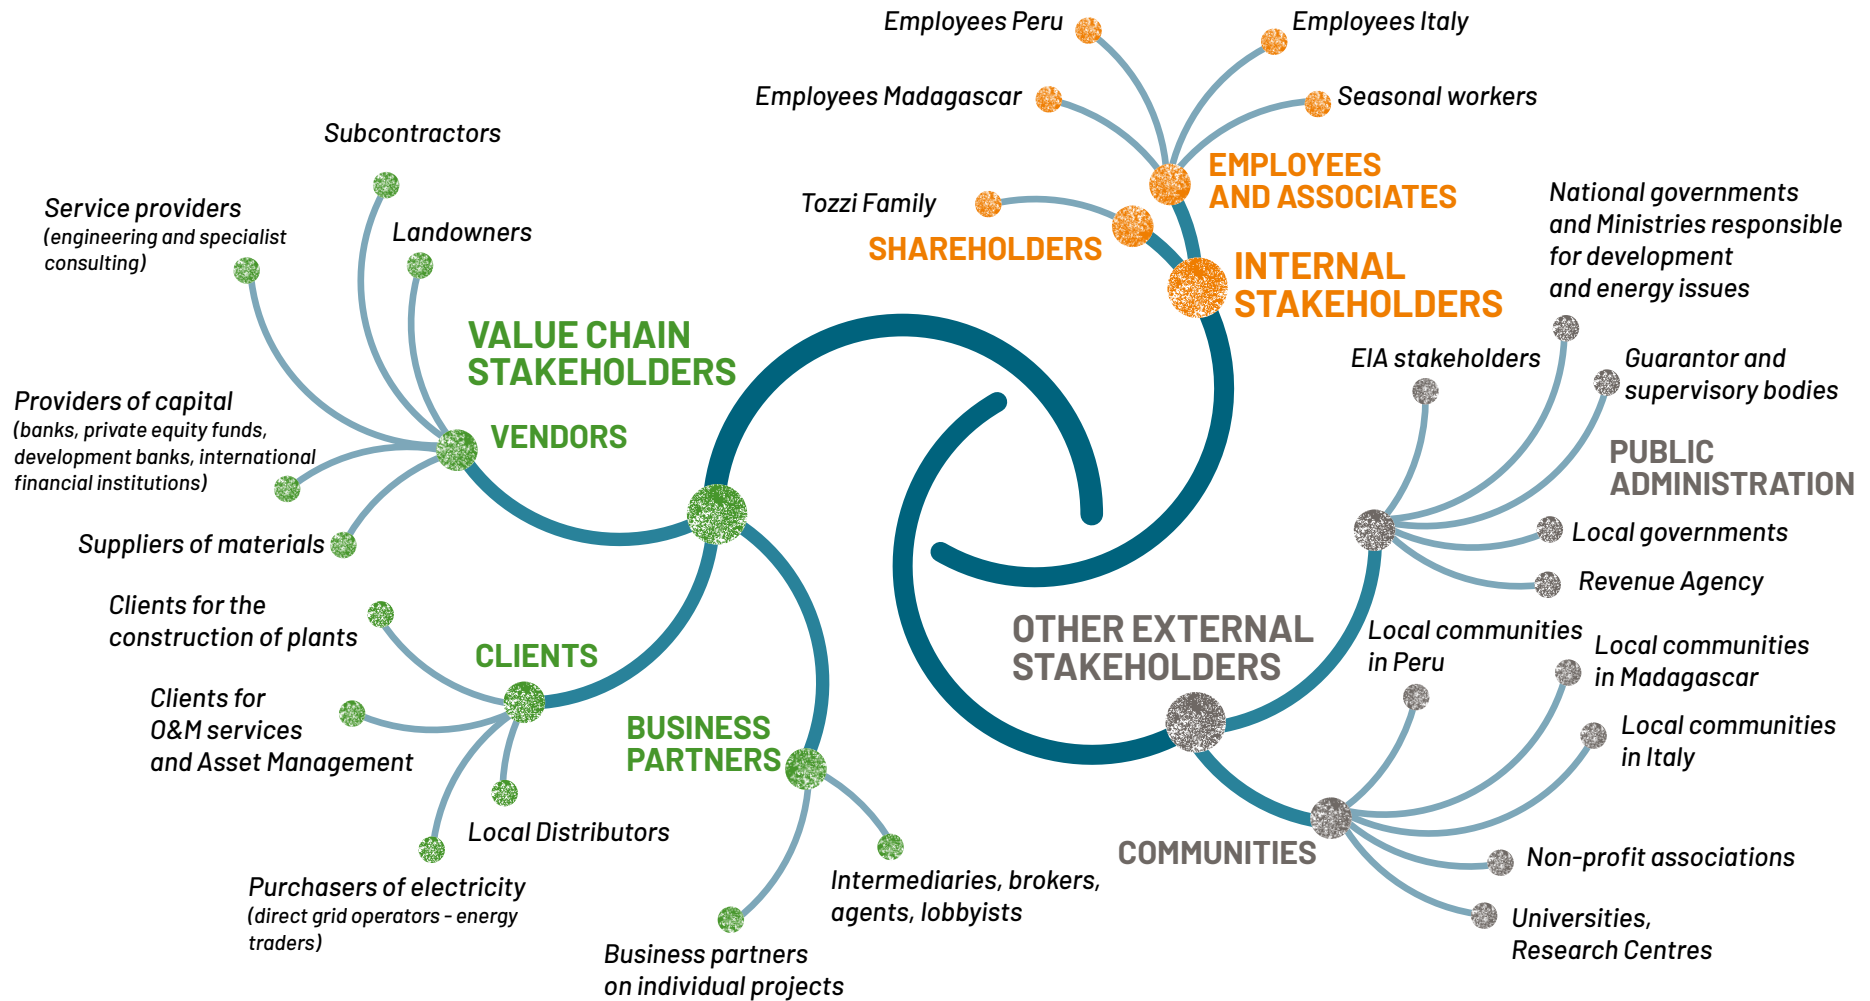 Employees Peru
Employees Italy
Employees Madagascar
Seasonal workers
EMPLOYEES
AND ASSOCIATES
Tozzi Family
SHAREHOLDERS
INTERNAL
STAKEHOLDERS
Subcontractors
Service providers
(engineering and specialist
consulting)
Landowners
VALUE CHAIN
STAKEHOLDERS
VENDORS
Providers of capital
(banks, private equity funds,
development banks, international
financial institutions)
Suppliers of materials
Clients for the
construction of plants
CLIENTS
Clients for
O&M services
and Asset Management
Local Distributors
Purchasers of electricity
(direct grid operators - energy
traders)
BUSINESS
PARTNERS
Intermediaries, brokers,
agents, lobbyists
Business partners
on individual projects
National governments
and Ministries responsible
for development
and energy issues
EIA stakeholders
Guarantor and
supervisory bodies
PUBLIC
ADMINISTRATION
Local governments
Revenue Agency
OTHER EXTERNAL
STAKEHOLDERS
Local communities
in Peru
Local communities
in Madagascar
Local communities
in Italy
COMMUNITIES
Non-profit associations
Universities,
Research Centres